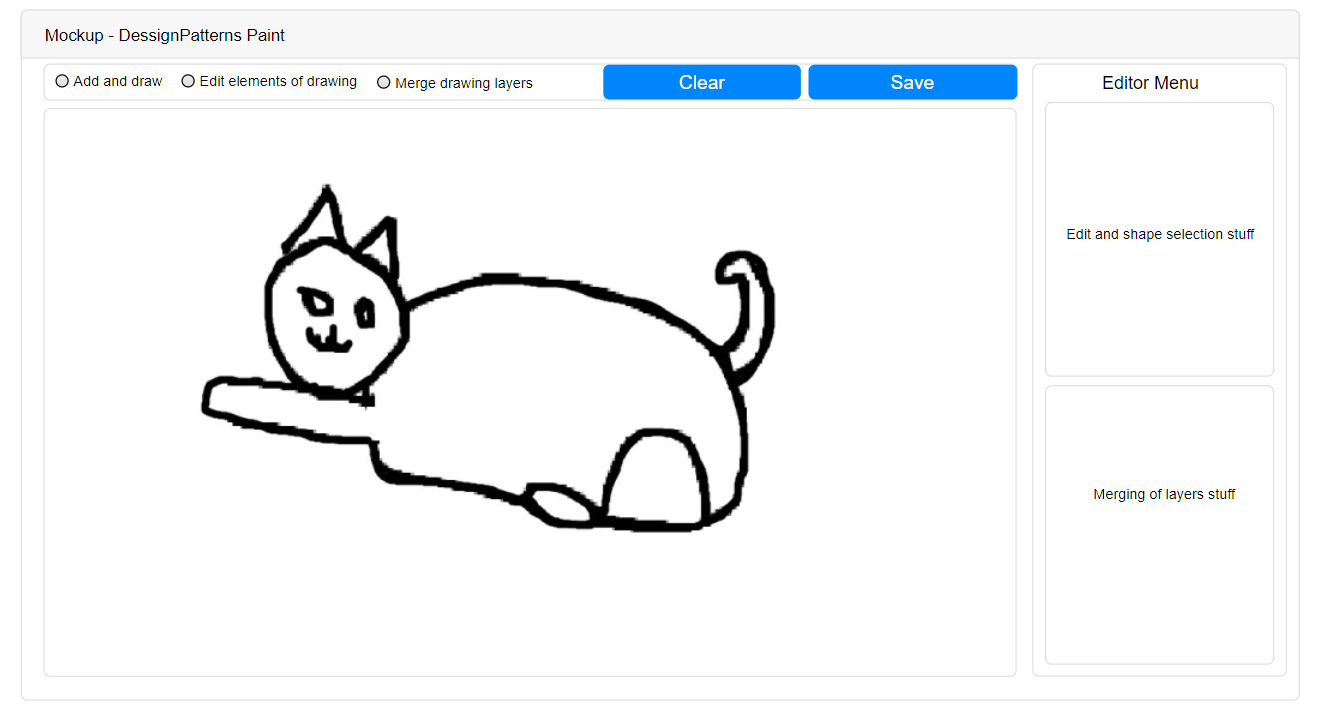 Mockup - DessignPatterns Paint
Add and draw Edit elements of drawing Merge drawing layers Clear Save Editor Menu
Edit and shape selection stuff
Merging of layers stuff